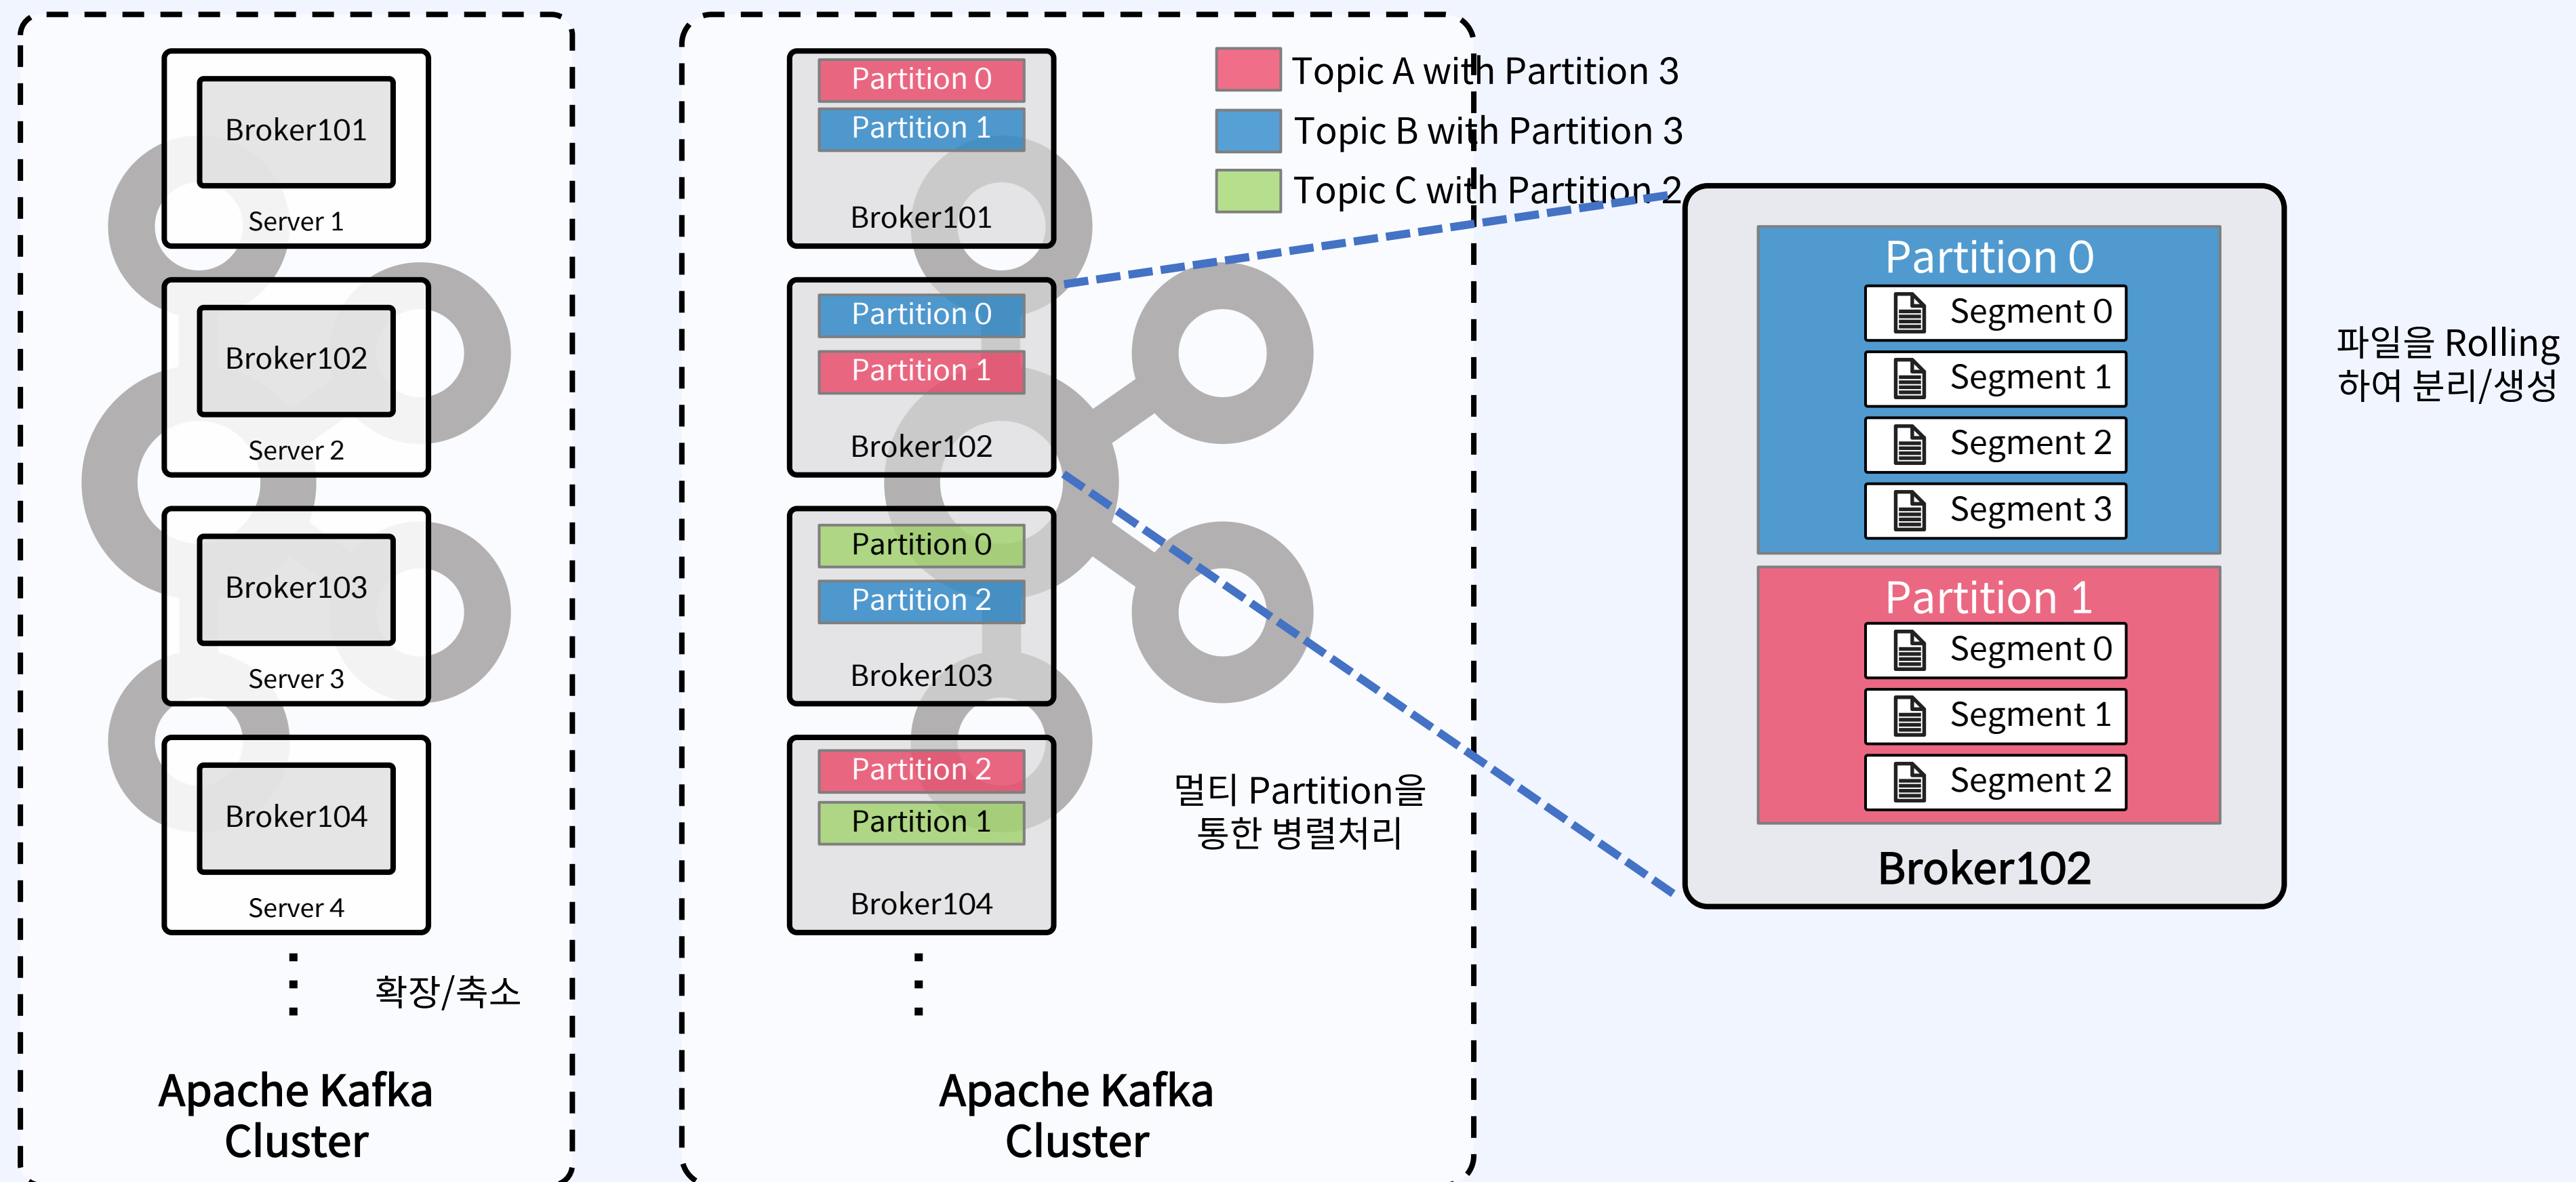 Broker101
Server 1
Broker102
Server 2
Broker103
Server 3
Broker104
Server 4
확장/축소
Apache Kafka
Cluster
Partition 0
Partition 1
Broker101
Partition 0
Partition 1
Broker102
Partition 0
Partition 2
Broker103
Partition 2
Partition 1
Broker104
Topic A with Partition 3
Topic B with Partition 3
Topic C with Partition 2
멀티 Partition을
통한 병렬처리
Apache Kafka
Cluster
Partition 0
Segment 0
Segment 1
Segment 2
Segment 3
Partition 1
Segment 0
Segment 1
Segment 2
Broker102
파일을 Rolling
하여 분리/생성